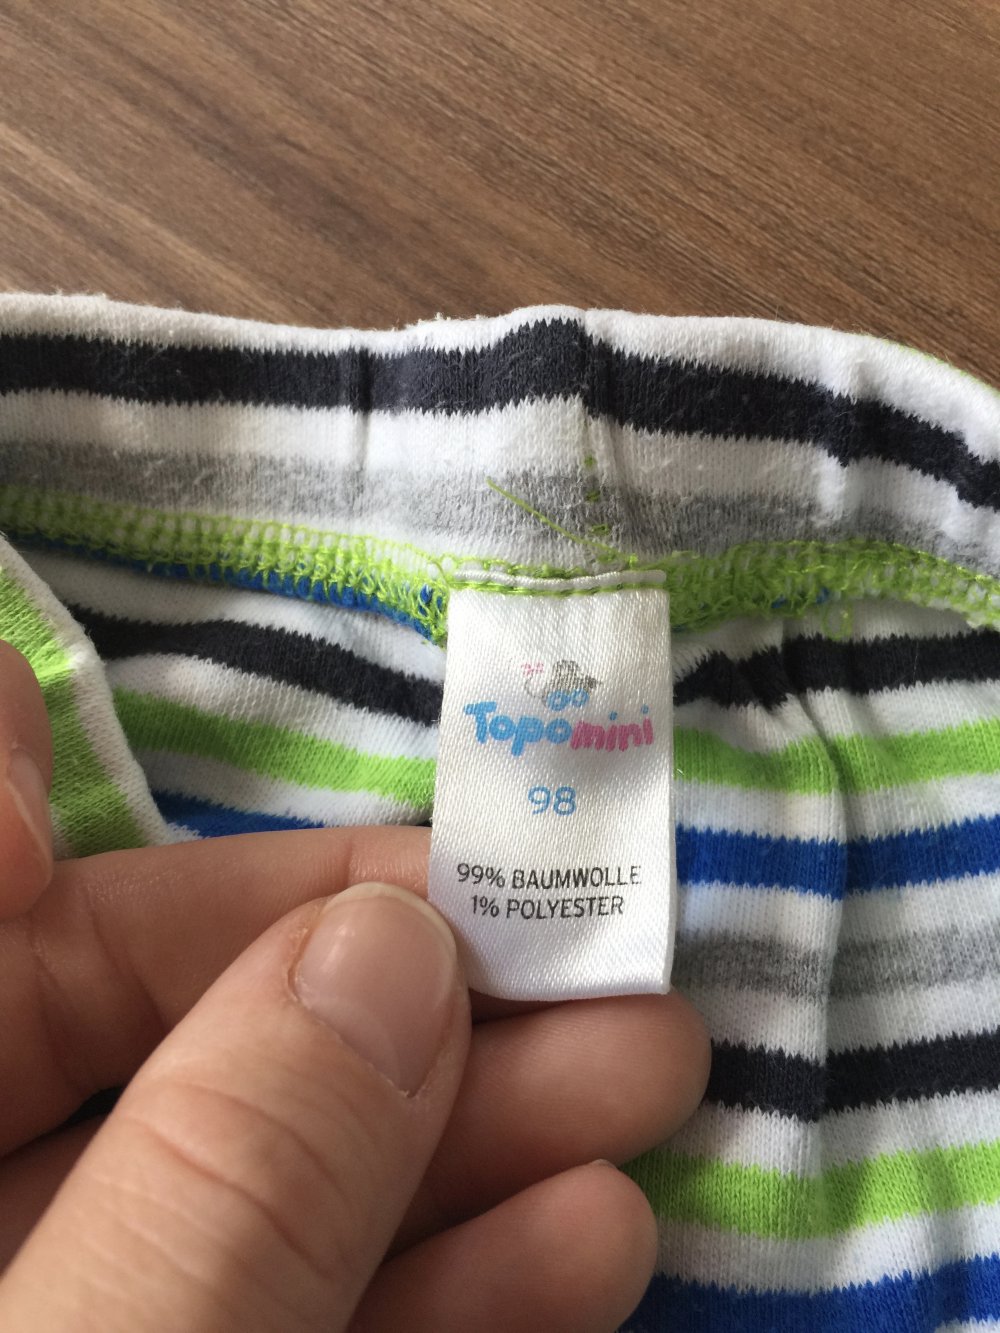 Topomini
98
99% BAUMWOLLE
1% POLYESTER